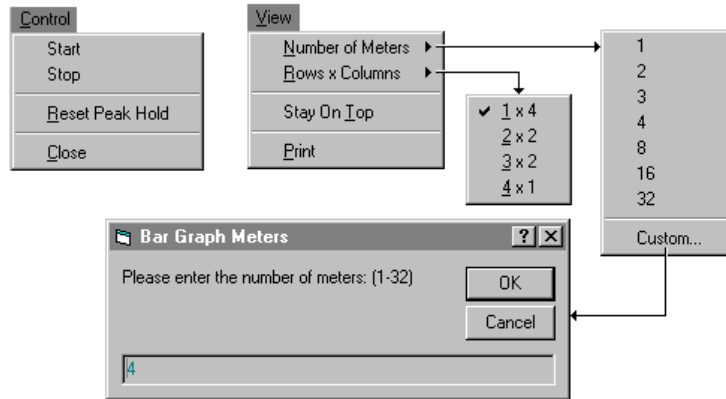 Control
Start
Stop
Reset Peak Hold
Close
View
Number of Meters
Rows x Columns
Stay On Top
Print
1 x 4
2 x 2
3 x 2
4 x 1
1
2
3
4
8
16
32
Custom...
Bar Graph Meters
Please enter the number of meters: (1-32)
OK
Cancel
4